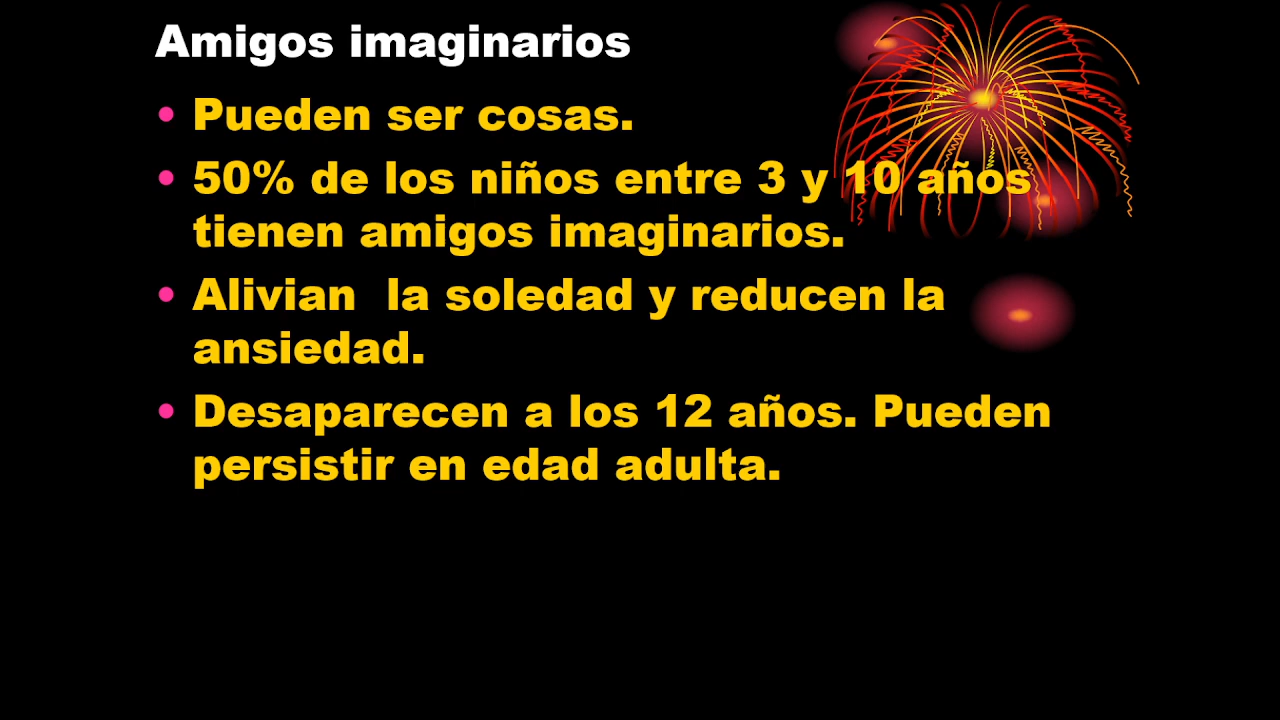 Amigos imaginarios
• Pueden ser cosas.
• 50% de los niños entre 3 y 10 años
tienen amigos imaginarios.
• Alivian  la soledad y reducen la
ansiedad.
• Desaparecen a los 12 años. Pueden
persistir en edad adulta.